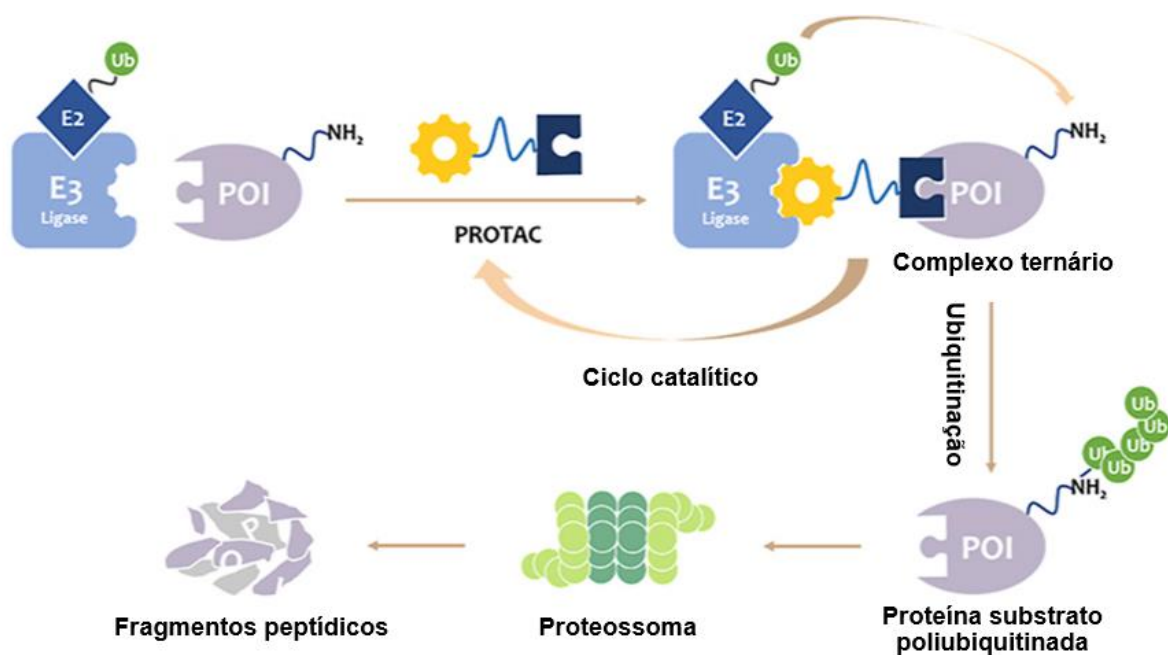 Ub
E2
E3
Ligase
POI
NH₂
PROTAC
Ub
E2
E3
Ligase
POI
NH₂
Complexo ternário
Ciclo catalítico
Ubiquitinação
Ub
Ub
Ub
Ub
Ub
NH₂
POI
Proteína substrato
poliubiquitinada
Proteossoma
P
O
I
Fragmentos peptídicos